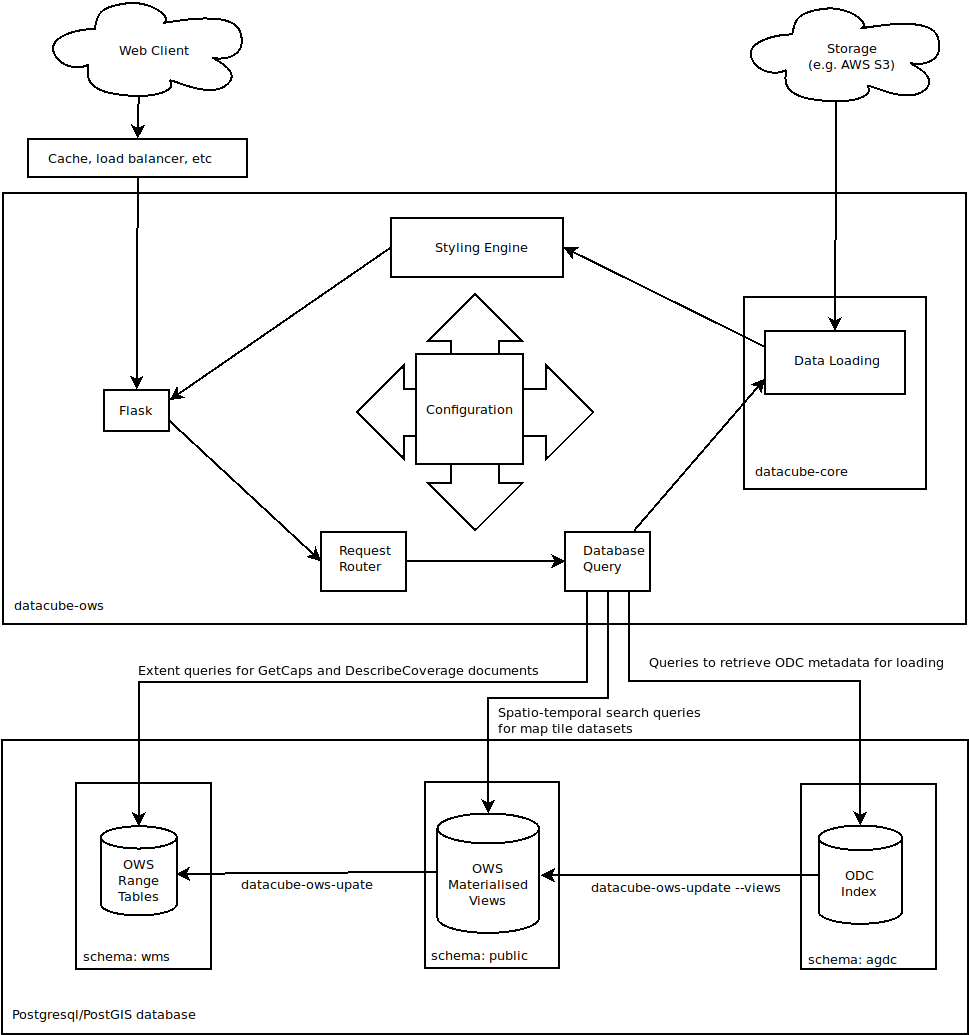 Web Client
Storage
(e.g. AWS S3)
Cache, load balancer, etc
Styling Engine
Data Loading
Configuration
Flask
datacube-core
Request
Router
Database
Query
datacube-ows
Extent queries for GetCaps and DescribeCoverage documents
Queries to retrieve ODC metadata for loading
Spatio-temporal search queries
for map tile datasets
OWS
Range
Tables
datacube-ows-upate
OWS
Materialised
Views
datacube-ows-update --views
ODC
Index
schema: wms
schema: public
schema: agdc
Postgresql/PostGIS database